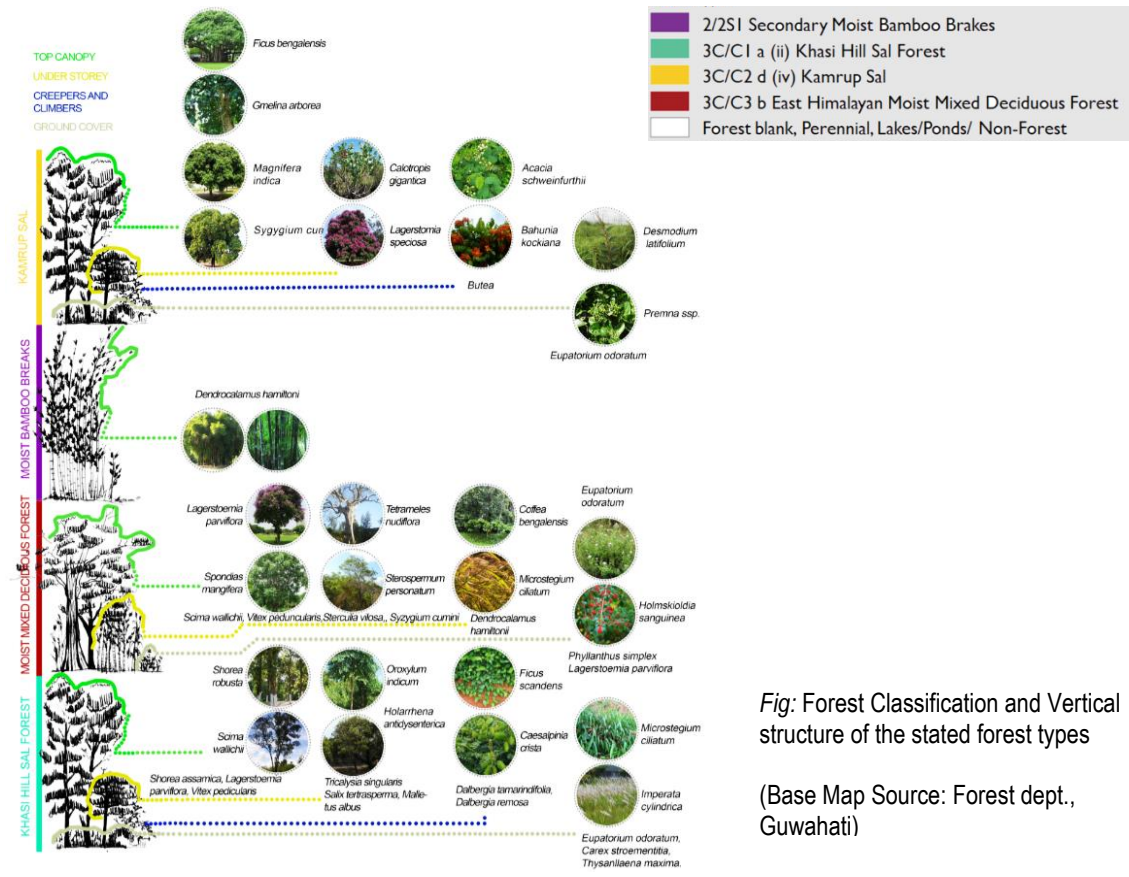 2/2S1 Secondary Moist Bamboo Brakes
3C/C1 a (ii) Khasi Hill Sal Forest
3C/C2 d (iv) Kamrup Sal
3C/C3 b East Himalayan Moist Mixed Deciduous Forest
Forest blank, Perennial, Lakes/Ponds/ Non-Forest
TOP CANOPY
UNDER STOREY
CREEPERS AND
CLIMBERS
GROUND COVER
KAMRUP SAL
Ficus bengalensis
Gmelina arborea
Magnifera
indica
Calotropis
gigantica
Acacia
schweinfurthii
Sygygium cun
Lagerstomia
speciosa
Bahunia
kockiana
Desmodium
latifolium
Butea
Premna ssp.
Eupatorium odoratum
MOIST BAMBOO BREAKS
Dendrocalamus hamiltoni
MOIST MIXED DECIDIOUS FOREST
Lagerstoemia
parviflora
Tetrameles
nudiflora
Coffea
bengalensis
Eupatorium
odoratum
Spondias
mangifera
Sterospermum
personatum
Microstegium
ciliatum
Holmskioldia
sanguinea
Scima wallichii, Vitex peduncularis,Sterculia vilosa,, Syzygium cumini
Dendrocalamus
hamiltonii
Phyllanthus simplex
Lagerstoemia parviflora
KHASI HILL SAL FOREST
Shorea
robusta
Oroxylum
indicum
Ficus
scandens
Scima
wallichi
Holarrhena
antidysenterica
Caesalpinia
crista
Microstegium
ciliatum
Shorea assamica, Lagerstoemia
parviflora, Vitex pedicularis
Tricalysia singularis
Salix tertrasperma, Malle-
tus albus
Dalbergia tamarindifolia,
Dalbergia remosa
Imperata
cylindrica
Eupatorium odoratum,
Carex stroementitia,
Thysanllaena maxima.
Fig: Forest Classification and Vertical
structure of the stated forest types
(Base Map Source: Forest dept.,
Guwahati)